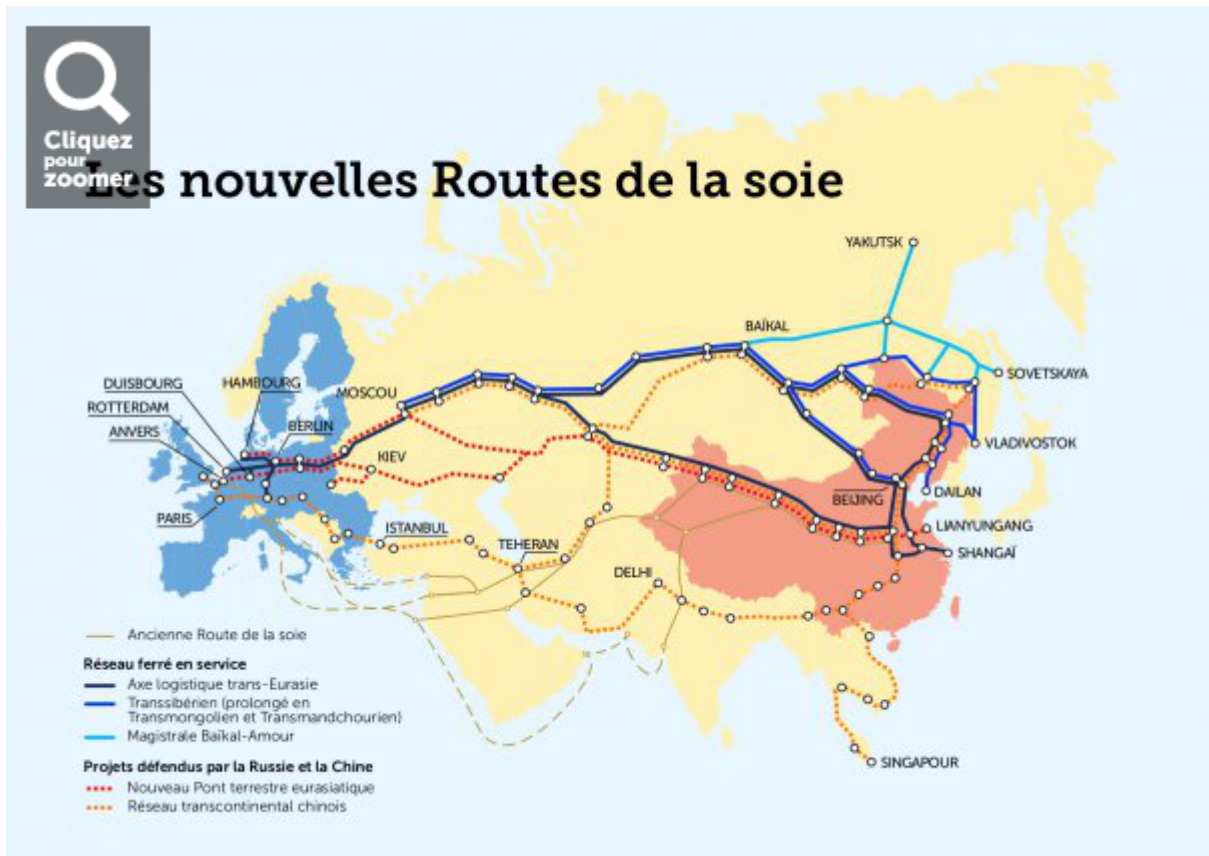 Cliquez
pour
zoomer
Les nouvelles Routes de la soie
YAKUTSK
BAÏKAL
SOVETSKAYA
DUISBOURG
HAMBOURG
MOSCOU
ROTTERDAM
ANVERS
BERLIN
KIEV
VLADIVOSTOK
BEIJING
DAILAN
PARIS
ISTANBUL
LIANYUNGANG
TEHERAN
SHANGAÏ
DELHI
SINGAPOUR
Ancienne Route de la soie
Réseau ferré en service
Axe logistique trans-Eurasie
Transsibérien (prolongé en
Transmongolien et Transmandchourien)
Magistrale Baïkal-Amour
Projets défendus par la Russie et la Chine
Nouveau Pont terrestre eurasiatique
Réseau transcontinental chinois